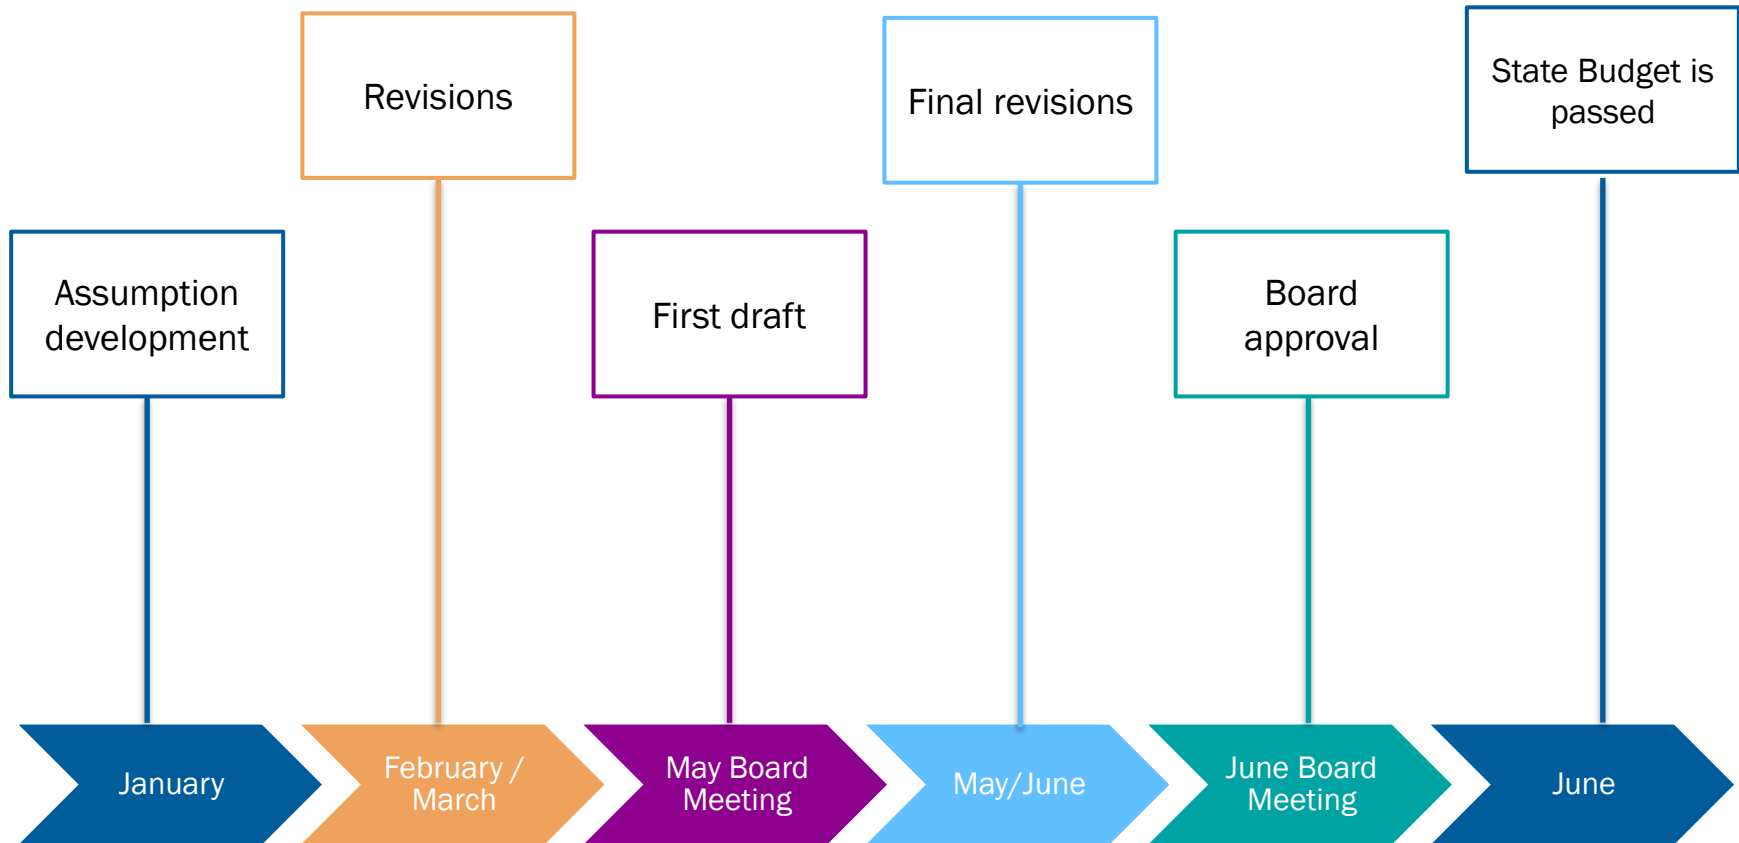 Revisions
Final revisions
State Budget is
passed
Assumption
development
First draft
Board
approval
January
February /
March
May Board
Meeting
May/June
June Board
Meeting
June